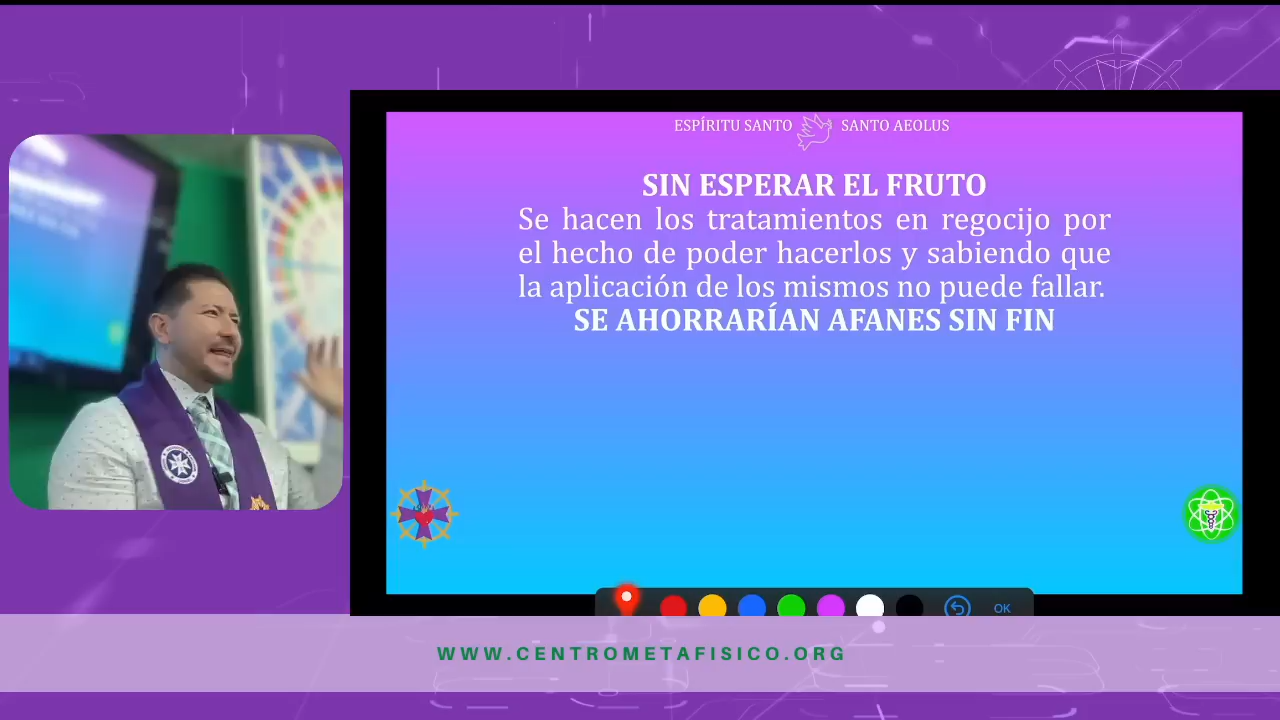 ESPÍRITU SANTO SANTO AEOLUS
SIN ESPERAR EL FRUTO
Se hacen los tratamientos en regocijo por
el hecho de poder hacerlos y sabiendo que
la aplicación de los mismos no puede fallar.
SE AHORRARÍAN AFANES SIN FIN
OK
WWW.CENTROMETAFISICO.ORG